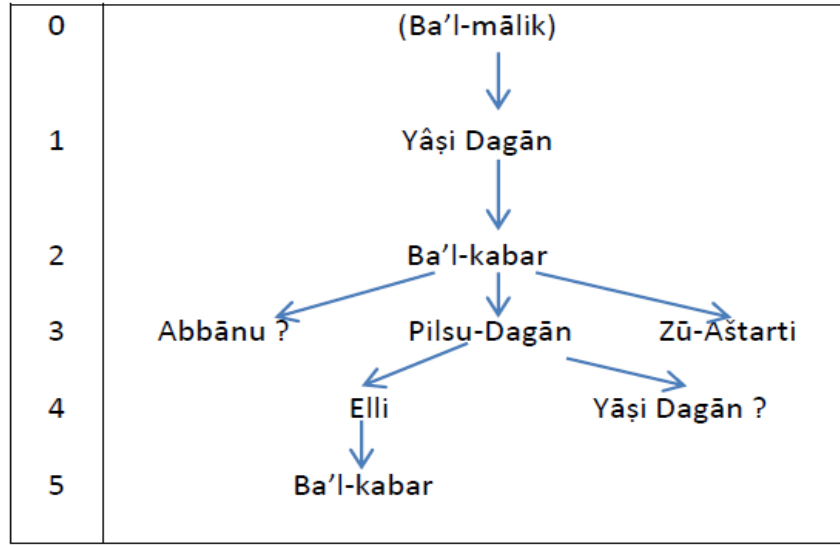 0 (Ba’l-mālik)
1 Yâṣi Dagān
2 Ba’l-kabar
3 Abbānu ? Pilsu-Dagān Zū-Aštarti
4 Elli Yāṣi Dagān ?
5 Ba’l-kabar